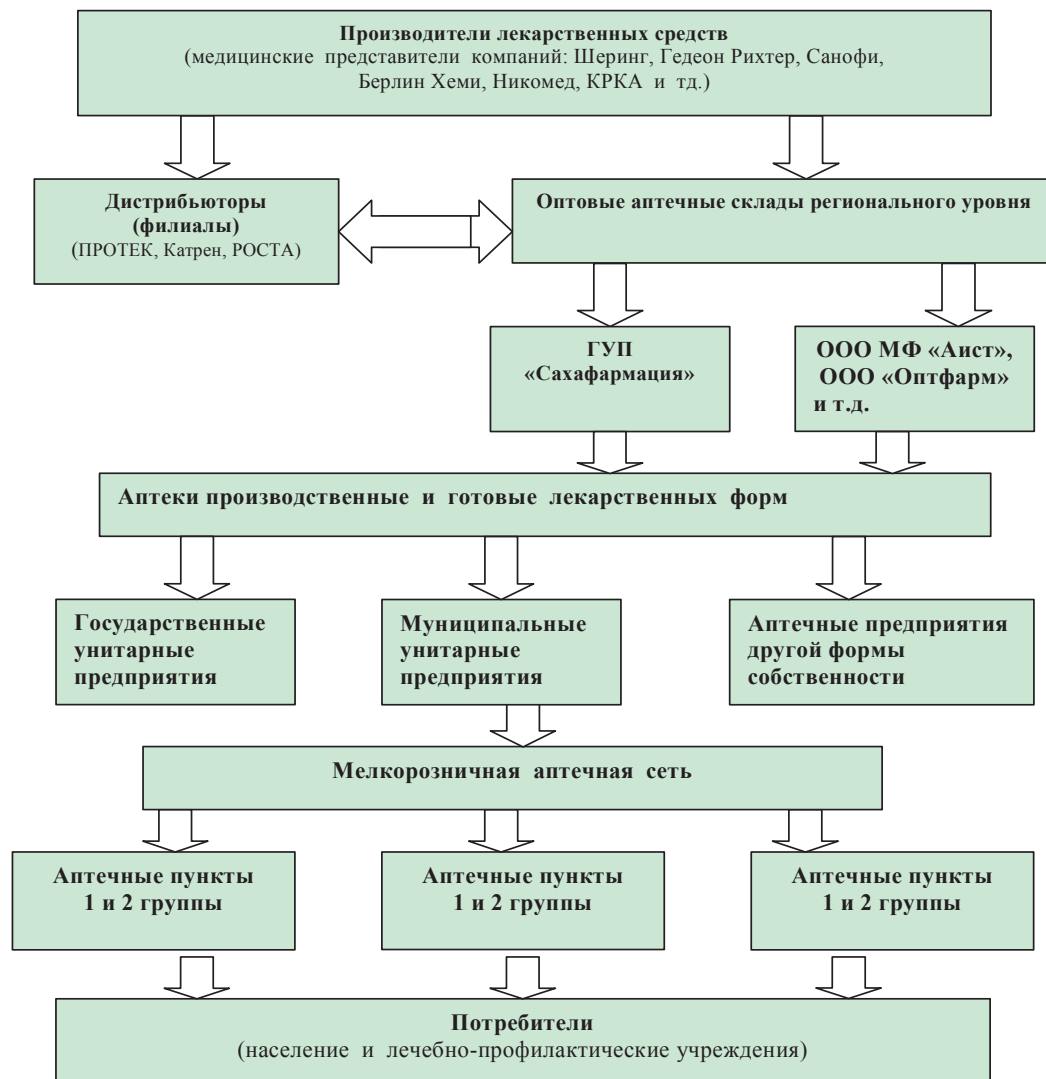 Производители лекарственных средств
(медицинские представители компаний: Шеринг, Гедеон Рихтер, Санофи,
Берлин Хеми, Никомед, КРКА и тд.)
Дистрибьюторы
(филиалы)
(ПРОТЕК, Катрен, РОСТА)
Оптовые аптечные склады регионального уровня
ГУП
«Сахафармация»
ООО МФ «Аист»,
ООО «Оптфарм»
и т.д.
Аптеки производственные и готовые лекарственных форм
Государственные
унитарные
предприятия
Муниципальные
унитарные
предприятия
Аптечные предприятия
другой формы
собственности
Мелкорозничная аптечная сеть
Аптечные пункты
1 и 2 группы
Аптечные пункты
1 и 2 группы
Аптечные пункты
1 и 2 группы
Потребители
(население и лечебно-профилактические учреждения)